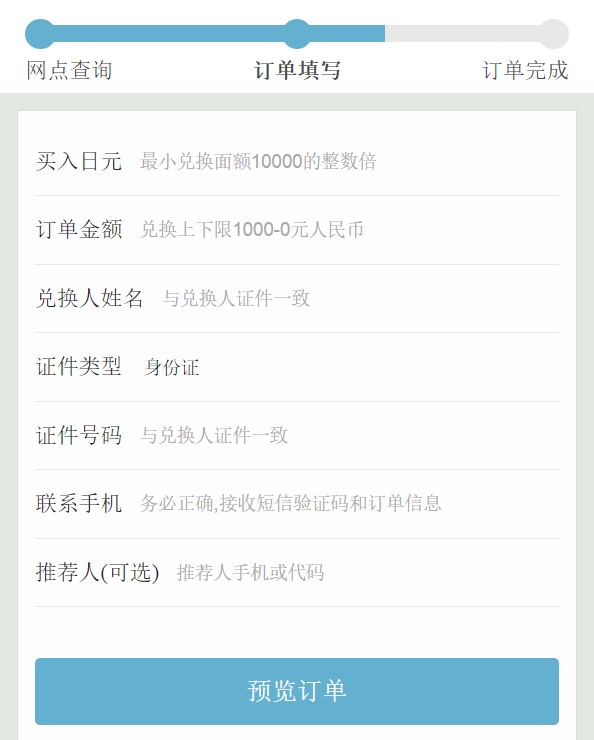 网点查询 订单填写 订单完成
买入日元 最小兑换面额10000的整数倍
订单金额 兑换上下限1000-0元人民币
兑换人姓名 与兑换人证件一致
证件类型 身份证
证件号码 与兑换人证件一致
联系手机 务必正确,接收短信验证码和订单信息
推荐人(可选) 推荐人手机或代码
预览订单